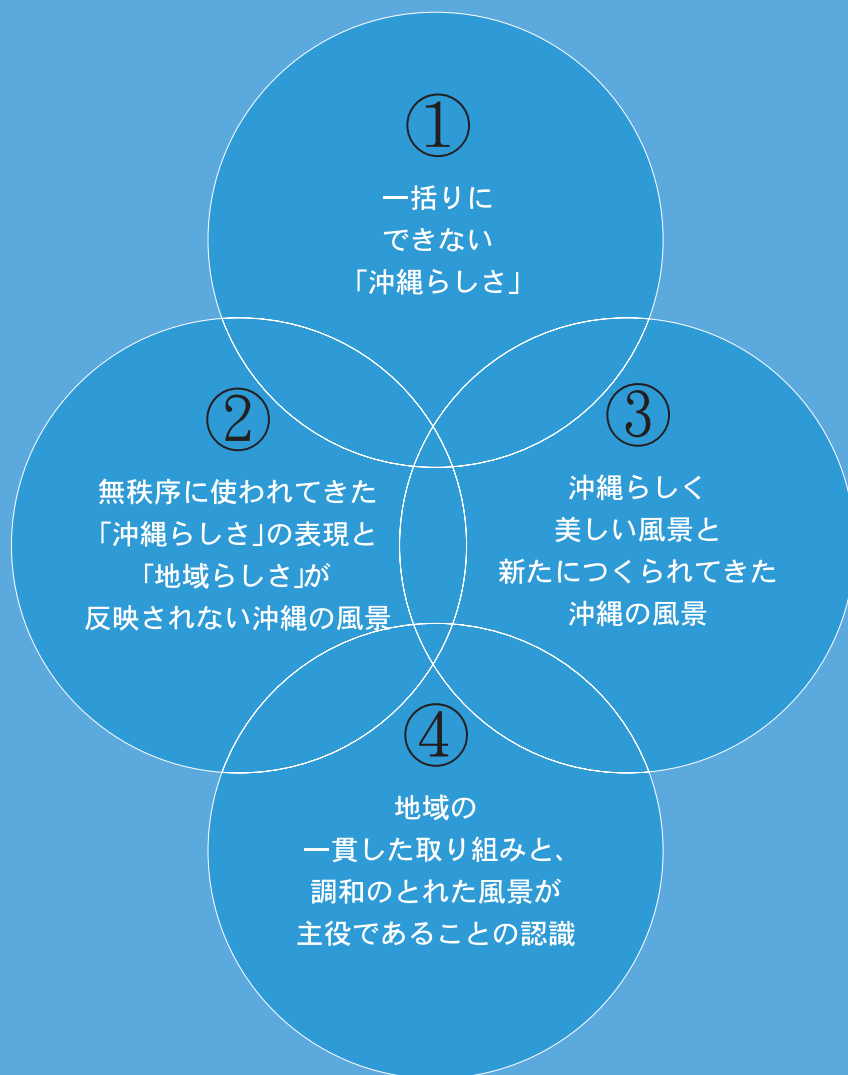 ①
一括りに
できない
「沖縄らしさ」
②
無秩序に使われてきた
「沖縄らしさ」の表現と
「地域らしさ」が
反映されない沖縄の風景
③
沖縄らしく
美しい風景と
新たにつくられてきた
沖縄の風景
④
地域の
一貫した取り組みと、
調和のとれた風景が
主役であることの認識